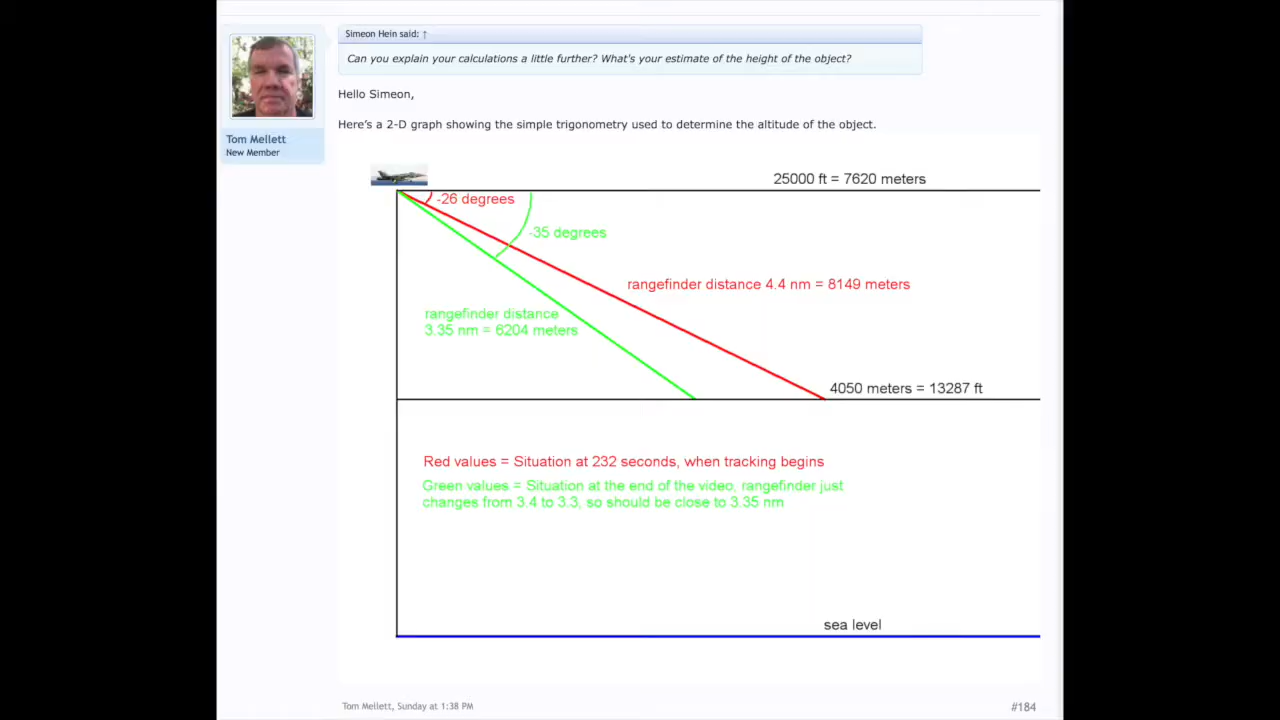 Simeon Hein said: ↑
Can you explain your calculations a little further? What's your estimate of the height of the object?
Hello Simeon,
Here's a 2-D graph showing the simple trigonometry used to determine the altitude of the object.
Tom Mellett
New Member
25000 ft = 7620 meters
-26 degrees
-35 degrees
rangefinder distance 4.4 nm = 8149 meters
rangefinder distance
3.35 nm = 6204 meters
4050 meters = 13287 ft
Red values = Situation at 232 seconds, when tracking begins
Green values = Situation at the end of the video, rangefinder just
changes from 3.4 to 3.3, so should be close to 3.35 nm
sea level
Tom Mellett, Sunday at 1:38 PM
#184